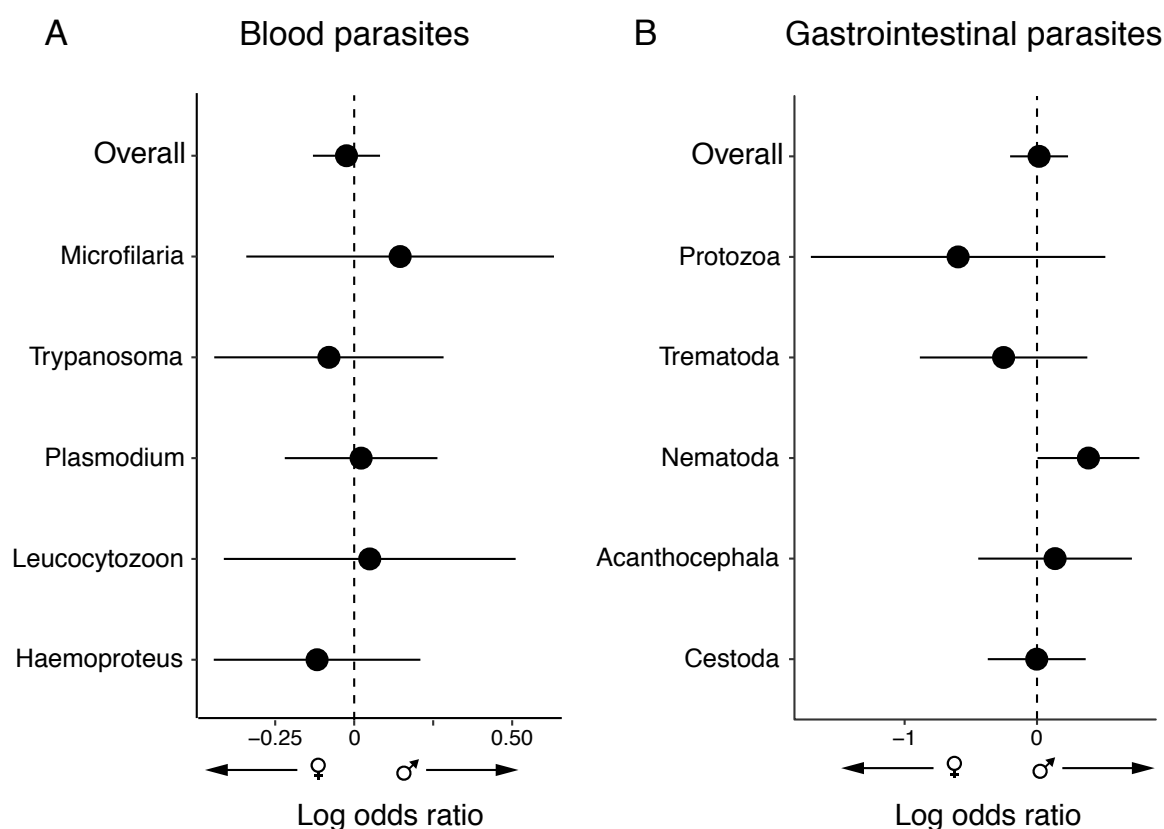 A Blood parasites
Overall
Microfilaria
Trypanosoma
Plasmodium
Leucocytozoon
Haemoproteus
−0.25 0 0.50
♀ ♂
Log odds ratio
B Gastrointestinal parasites
Overall
Protozoa
Trematoda
Nematoda
Acanthocephala
Cestoda
−1 0
♀ ♂
Log odds ratio